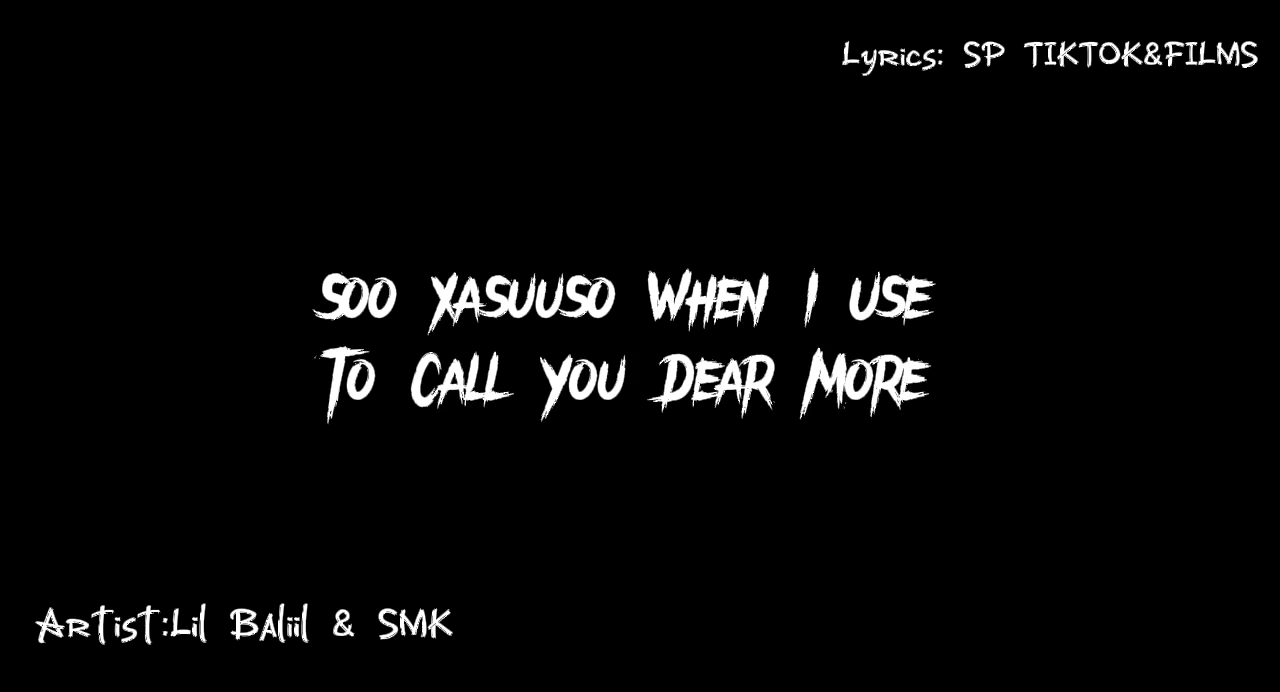 Lyrics: SP TIKTOK&FILMS
SOO XASUUSO WHEN I USE
TO CALL YOU DEAR MORE
Artist:Lil Baliil & SMK